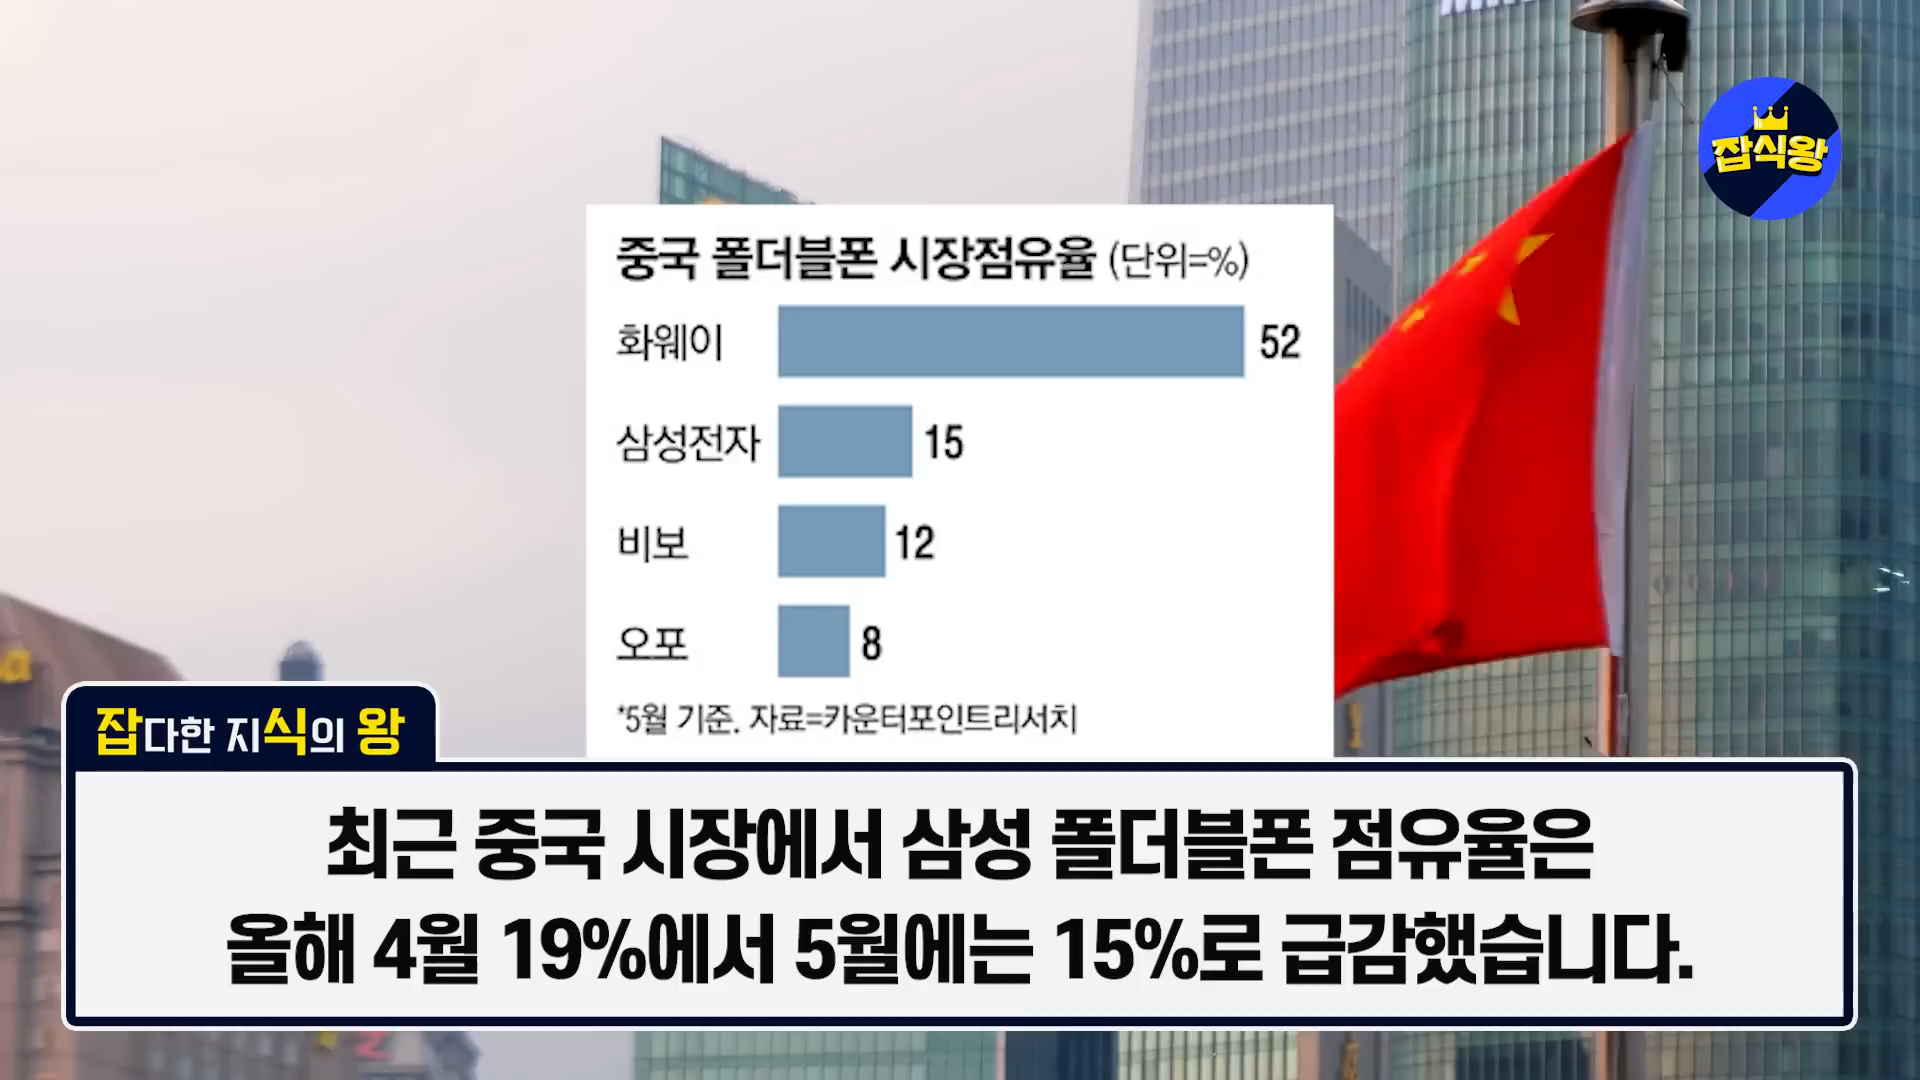 잡식왕
중국 폴더블폰 시장점유율 (단위=%)
화웨이 52
삼성전자 15
비보 12
오포 8
*5월 기준. 자료=카운터포인트리서치
잡다한 지식의 왕
최근 중국 시장에서 삼성 폴더블폰 점유율은
올해 4월 19%에서 5월에는 15%로 급감했습니다.